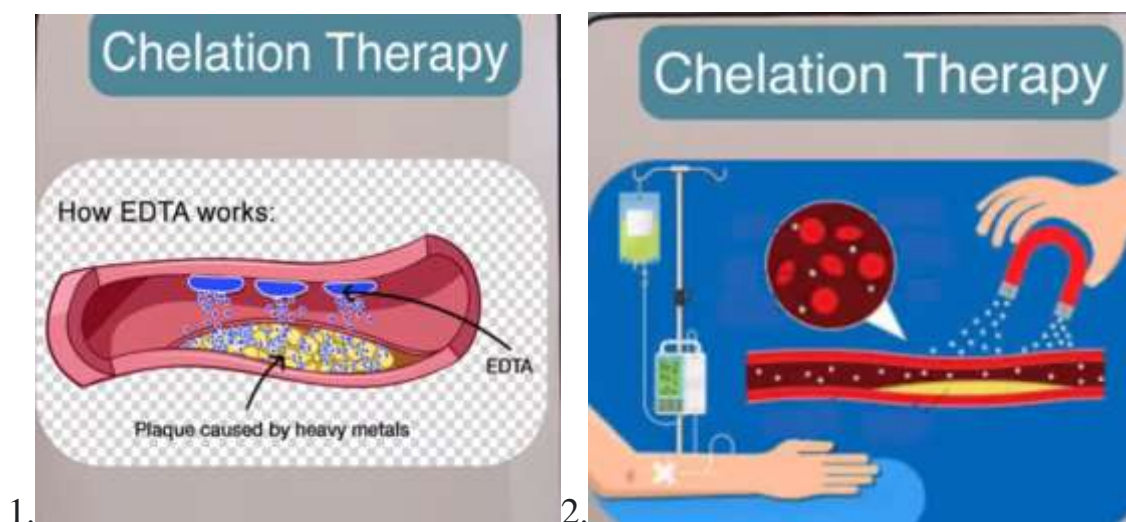 Chelation Therapy
How EDTA works:
EDTA
Plaque caused by heavy metals
1.
Chelation Therapy
2.